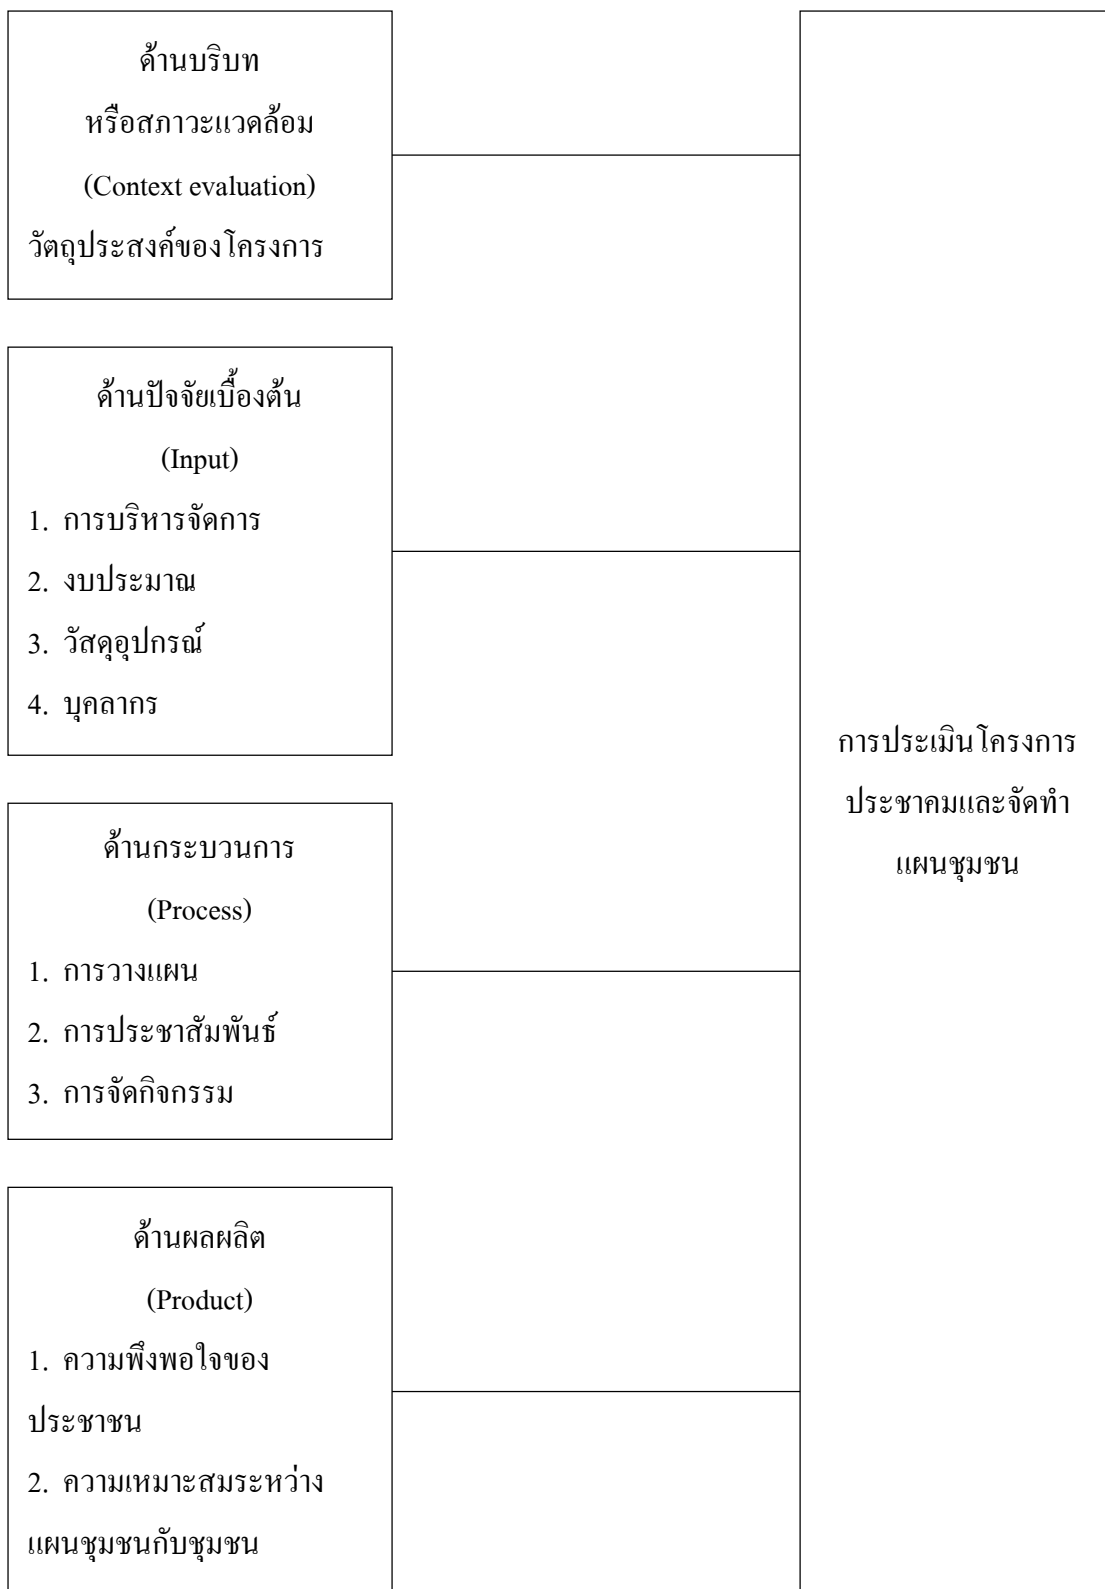 ด้านบริบท
หรือสภาวะแวดล้อม
(Context evaluation)
วัตถุประสงค์ของโครงการ
ด้านปัจจัยเบื้องต้น
(Input)
1. การบริหารจัดการ
2. งบประมาณ
3. วัสดุอุปกรณ์
4. บุคลากร
ด้านกระบวนการ
(Process)
1. การวางแผน
2. การประชาสัมพันธ์
3. การจัดกิจกรรม
ด้านผลผลิต
(Product)
1. ความพึงพอใจของ
ประชาชน
2. ความเหมาะสมระหว่าง
แผนชุมชนกับชุมชน
การประเมินโครงการ
ประชาคมและจัดทำ
แผนชุมชน